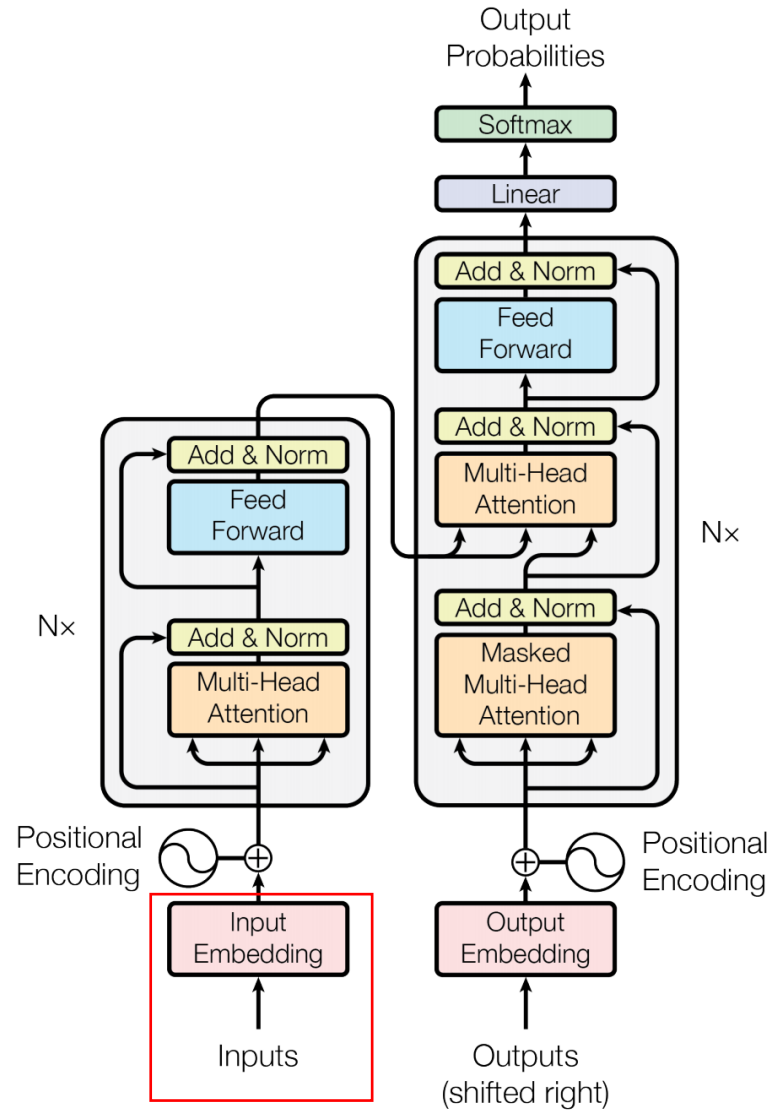 Output
Probabilities
Softmax
Linear
Add & Norm
Feed
Forward
Add & Norm
Multi-Head
Attention
Nx
Add & Norm
Masked
Multi-Head
Attention
Add & Norm
Feed
Forward
Nx
Add & Norm
Multi-Head
Attention
Positional
Encoding
Positional
Encoding
Input
Embedding
Output
Embedding
Inputs
Outputs
(shifted right)